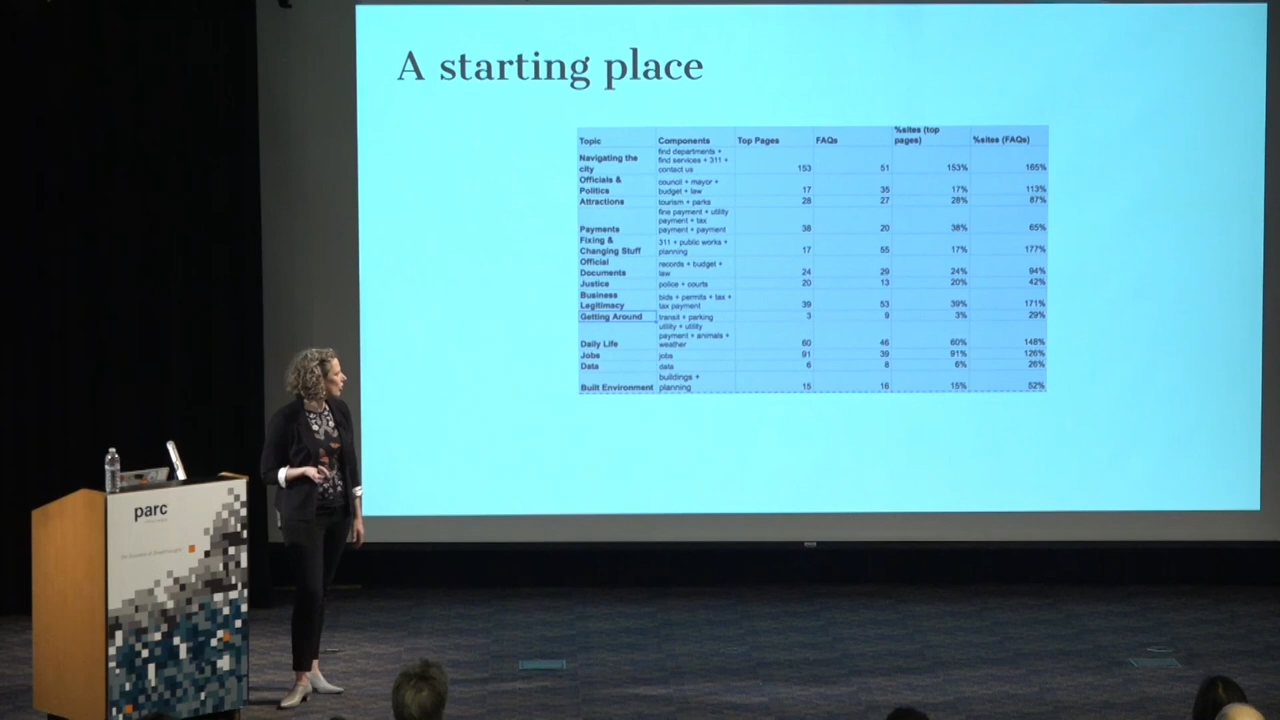 A starting place
Topic Components Top Pages FAQs %sites (top pages) %sites (FAQs)
Navigating the city find departments + find services + 311 + contact us 153 51 153% 165%
Officials & Politics council + mayor + budget + law 17 35 17% 113%
Attractions tourism + parks 28 27 28% 87%
Payments fine payment + utility payment + tax payment + payment 38 20 38% 65%
Fixing & Changing Stuff 311 + public works + planning 17 55 17% 177%
Official Documents records + budget + law 24 29 24% 94%
Justice police + courts 20 13 20% 42%
Business Legitimacy bids + permits + tax + tax payment 39 53 39% 171%
Getting Around transit + parking 3 9 3% 29%
Daily Life utility + utility payment + animals + weather 60 46 60% 148%
Jobs jobs 91 39 91% 126%
Data data 6 8 6% 26%
Built Environment buildings + planning 15 16 15% 52%
parc